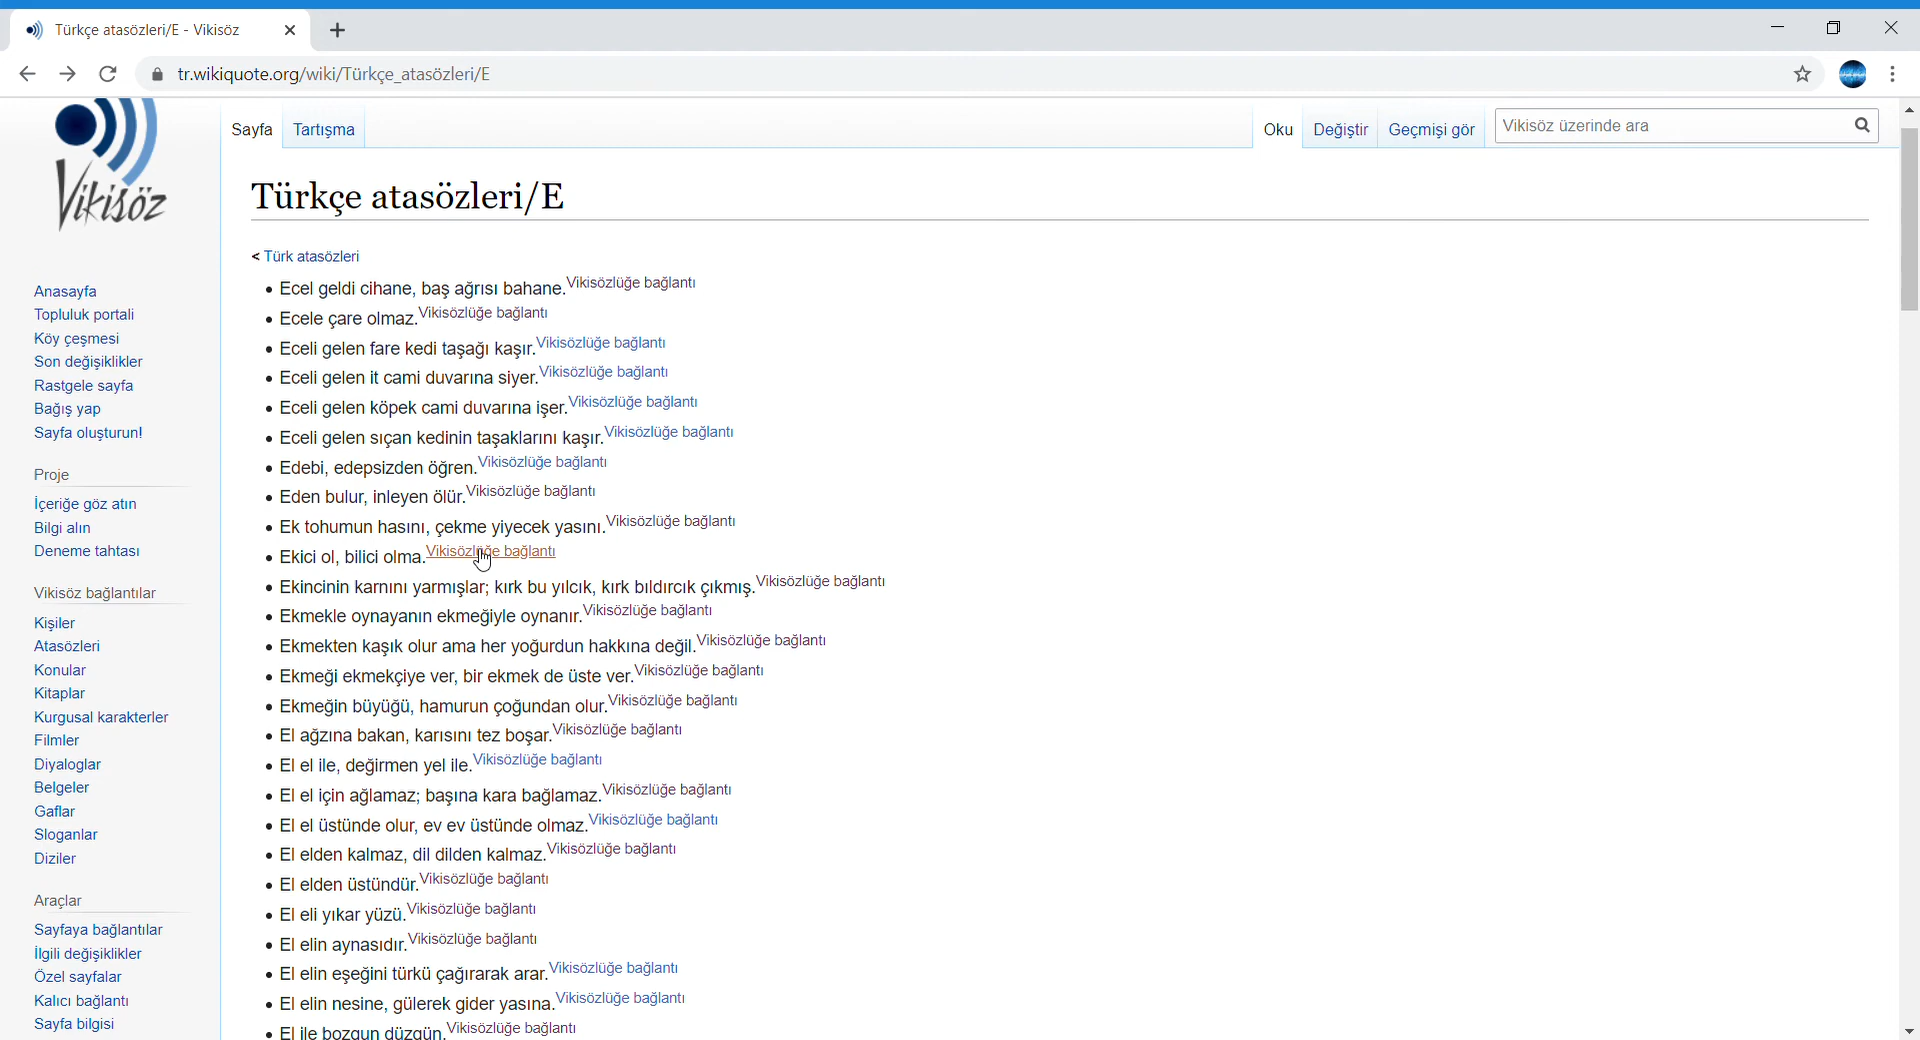 Türkçe atasözleri/E - Vikisöz
tr.wikiquote.org/wiki/Türkçe_atasözleri/E
Vikisöz
Sayfa Tartışma Oku Değiştir Geçmişi gör Vikisöz üzerinde ara
Türkçe atasözleri/E
< Türk atasözleri
Ecel geldi cihane, baş ağrısı bahane.Vikisözlüğe bağlantı
Ecele çare olmaz.Vikisözlüğe bağlantı
Eceli gelen fare kedi taşağı kaşır.Vikisözlüğe bağlantı
Eceli gelen it cami duvarına siyer.Vikisözlüğe bağlantı
Eceli gelen köpek cami duvarına işer.Vikisözlüğe bağlantı
Eceli gelen sıçan kedinin taşaklarını kaşır.Vikisözlüğe bağlantı
Edebi, edepsizden öğren.Vikisözlüğe bağlantı
Eden bulur, inleyen ölür.Vikisözlüğe bağlantı
Ek tohumun hasını, çekme yiyecek yasını.Vikisözlüğe bağlantı
Ekici ol, bilici olma.Vikisözlüğe bağlantı
Ekincinin karnını yarmışlar; kırk bu yılcık, kırk bıldırcık çıkmış.Vikisözlüğe bağlantı
Ekmekle oynayanın ekmeğiyle oynanır.Vikisözlüğe bağlantı
Ekmekten kaşık olur ama her yoğurdun hakkına değil.Vikisözlüğe bağlantı
Ekmeği ekmekçiye ver, bir ekmek de üste ver.Vikisözlüğe bağlantı
Ekmeğin büyüğü, hamurun çoğundan olur.Vikisözlüğe bağlantı
El ağzına bakan, karısını tez boşar.Vikisözlüğe bağlantı
El el ile, değirmen yel ile.Vikisözlüğe bağlantı
El el için ağlamaz; başına kara bağlamaz.Vikisözlüğe bağlantı
El el üstünde olur, ev ev üstünde olmaz.Vikisözlüğe bağlantı
El elden kalmaz, dil dilden kalmaz.Vikisözlüğe bağlantı
El elden üstündür.Vikisözlüğe bağlantı
El eli yıkar yüzü.Vikisözlüğe bağlantı
El elin aynasıdır.Vikisözlüğe bağlantı
El elin eşeğini türkü çağırarak arar.Vikisözlüğe bağlantı
El elin nesine, gülerek gider yasına.Vikisözlüğe bağlantı
El ile bozgun düzgün.Vikisözlüğe bağlantı
Anasayfa
Topluluk portali
Köy çeşmesi
Son değişiklikler
Rastgele sayfa
Bağış yap
Sayfa oluşturun!
Proje
İçeriğe göz atın
Bilgi alın
Deneme tahtası
Vikisöz bağlantılar
Kişiler
Atasözleri
Konular
Kitaplar
Kurgusal karakterler
Filmler
Diyaloglar
Belgeler
Gaflar
Sloganlar
Diziler
Araçlar
Sayfaya bağlantılar
İlgili değişiklikler
Özel sayfalar
Kalıcı bağlantı
Sayfa bilgisi